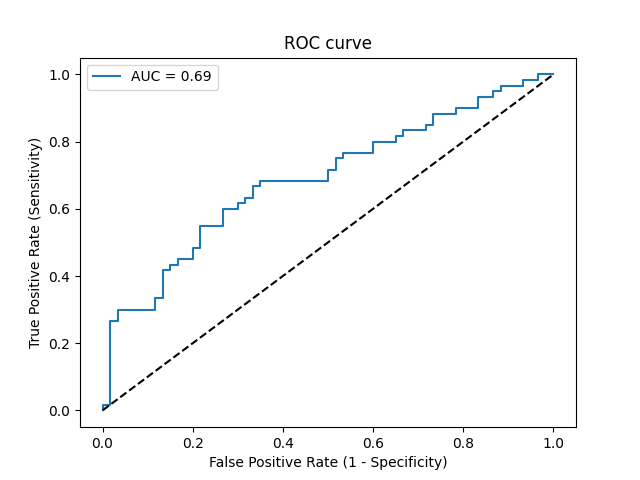 ROC curve
AUC = 0.69
True Positive Rate (Sensitivity)
1.0
0.8
0.6
0.4
0.2
0.0
0.0 0.2 0.4 0.6 0.8 1.0
False Positive Rate (1 - Specificity)